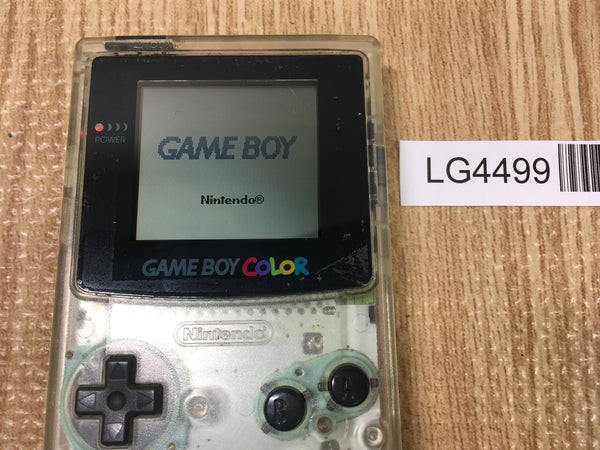 GAME BOY
Nintendo®
POWER
GAME BOY COLOR
Nintendo
B
A
LG4499